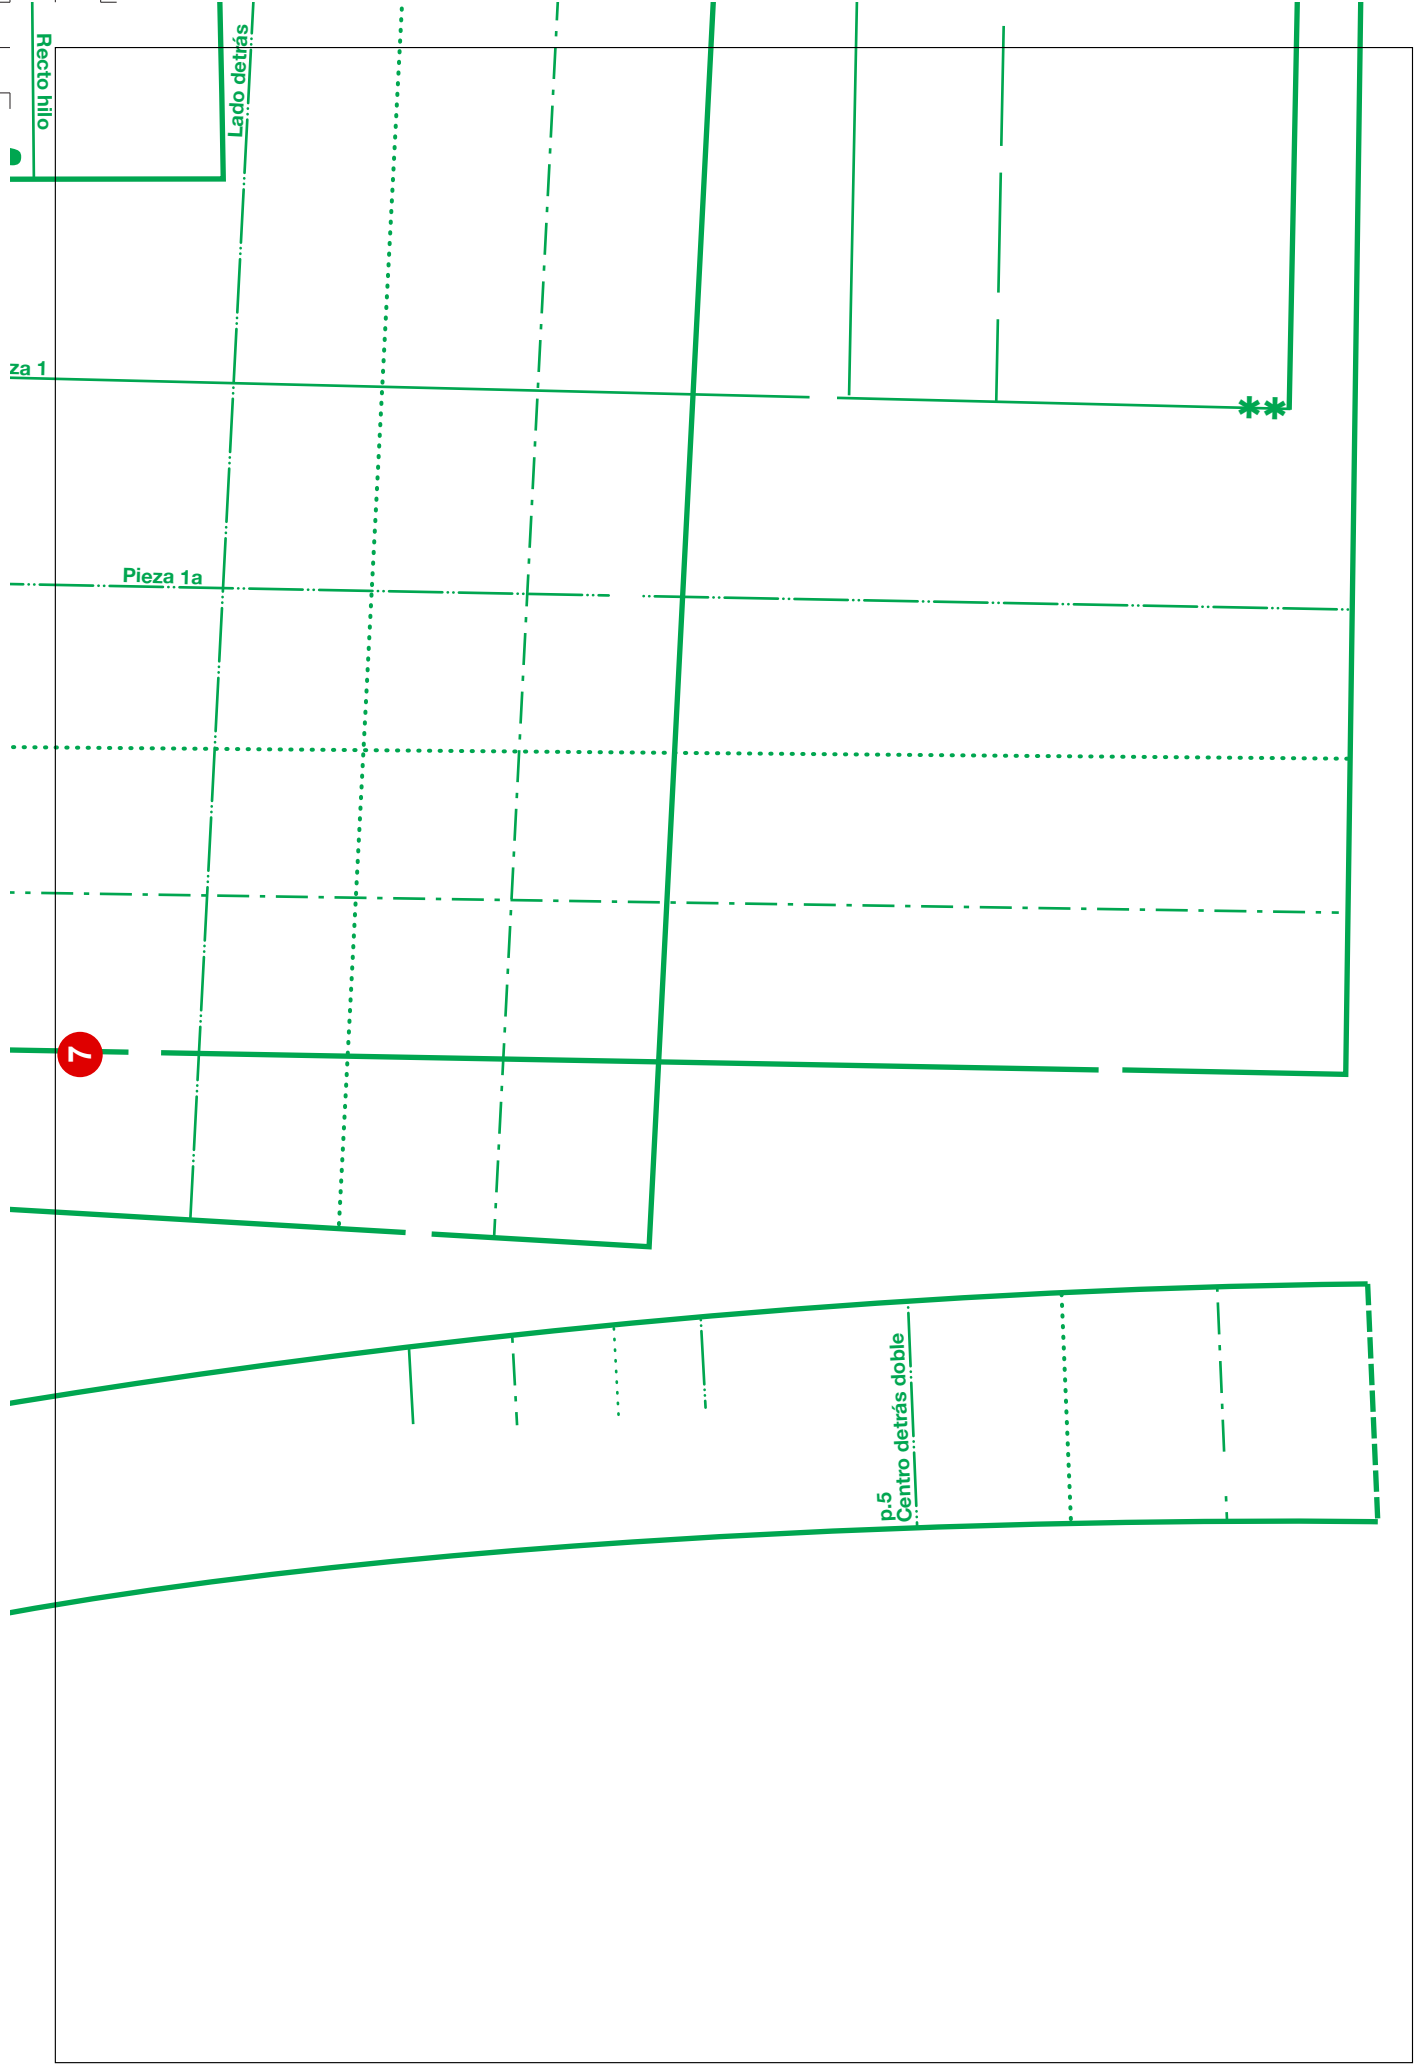 Recto hilo
Lado detrás
za 1
**
Pieza 1a
7
p.5
Centro detrás doble